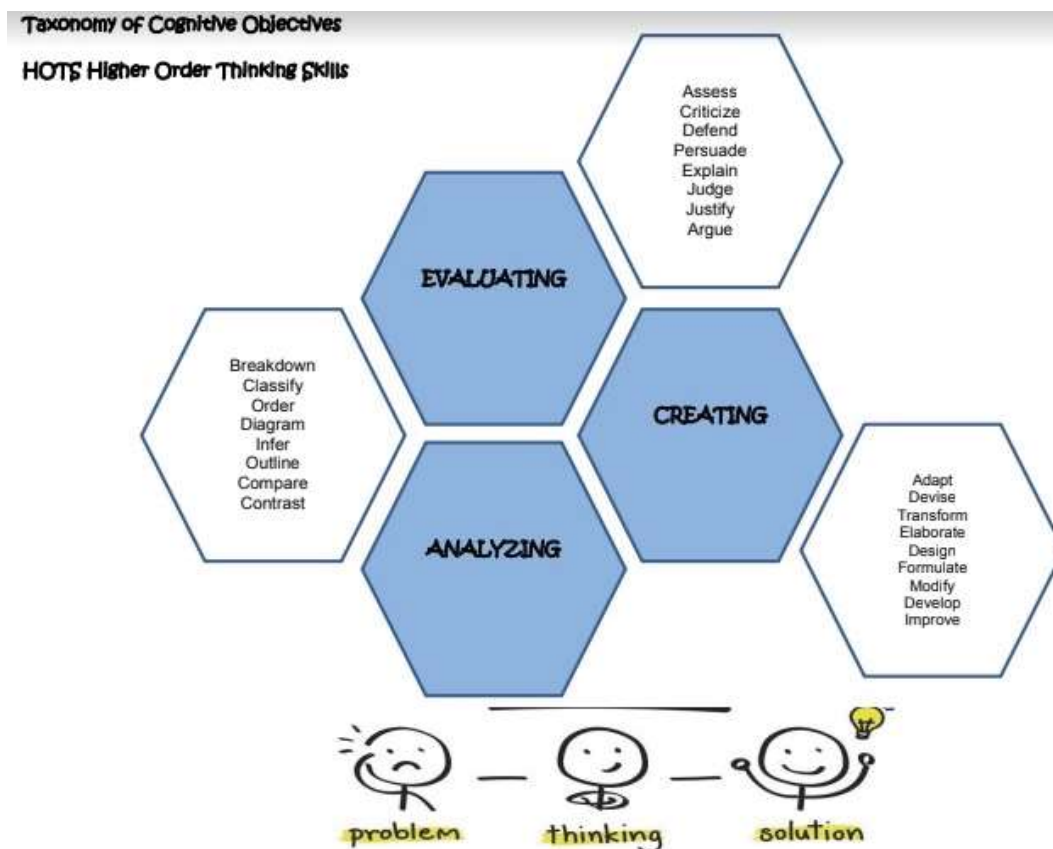 Taxonomy of Cognitive Objectives
HOTS Higher Order Thinking Skills
Assess
Criticize
Defend
Persuade
Explain
Judge
Justify
Argue
EVALUATING
Breakdown
Classify
Order
Diagram
Infer
Outline
Compare
Contrast
CREATING
ANALYZING
Adapt
Devise
Transform
Elaborate
Design
Formulate
Modify
Develop
Improve
problem
thinking
solution